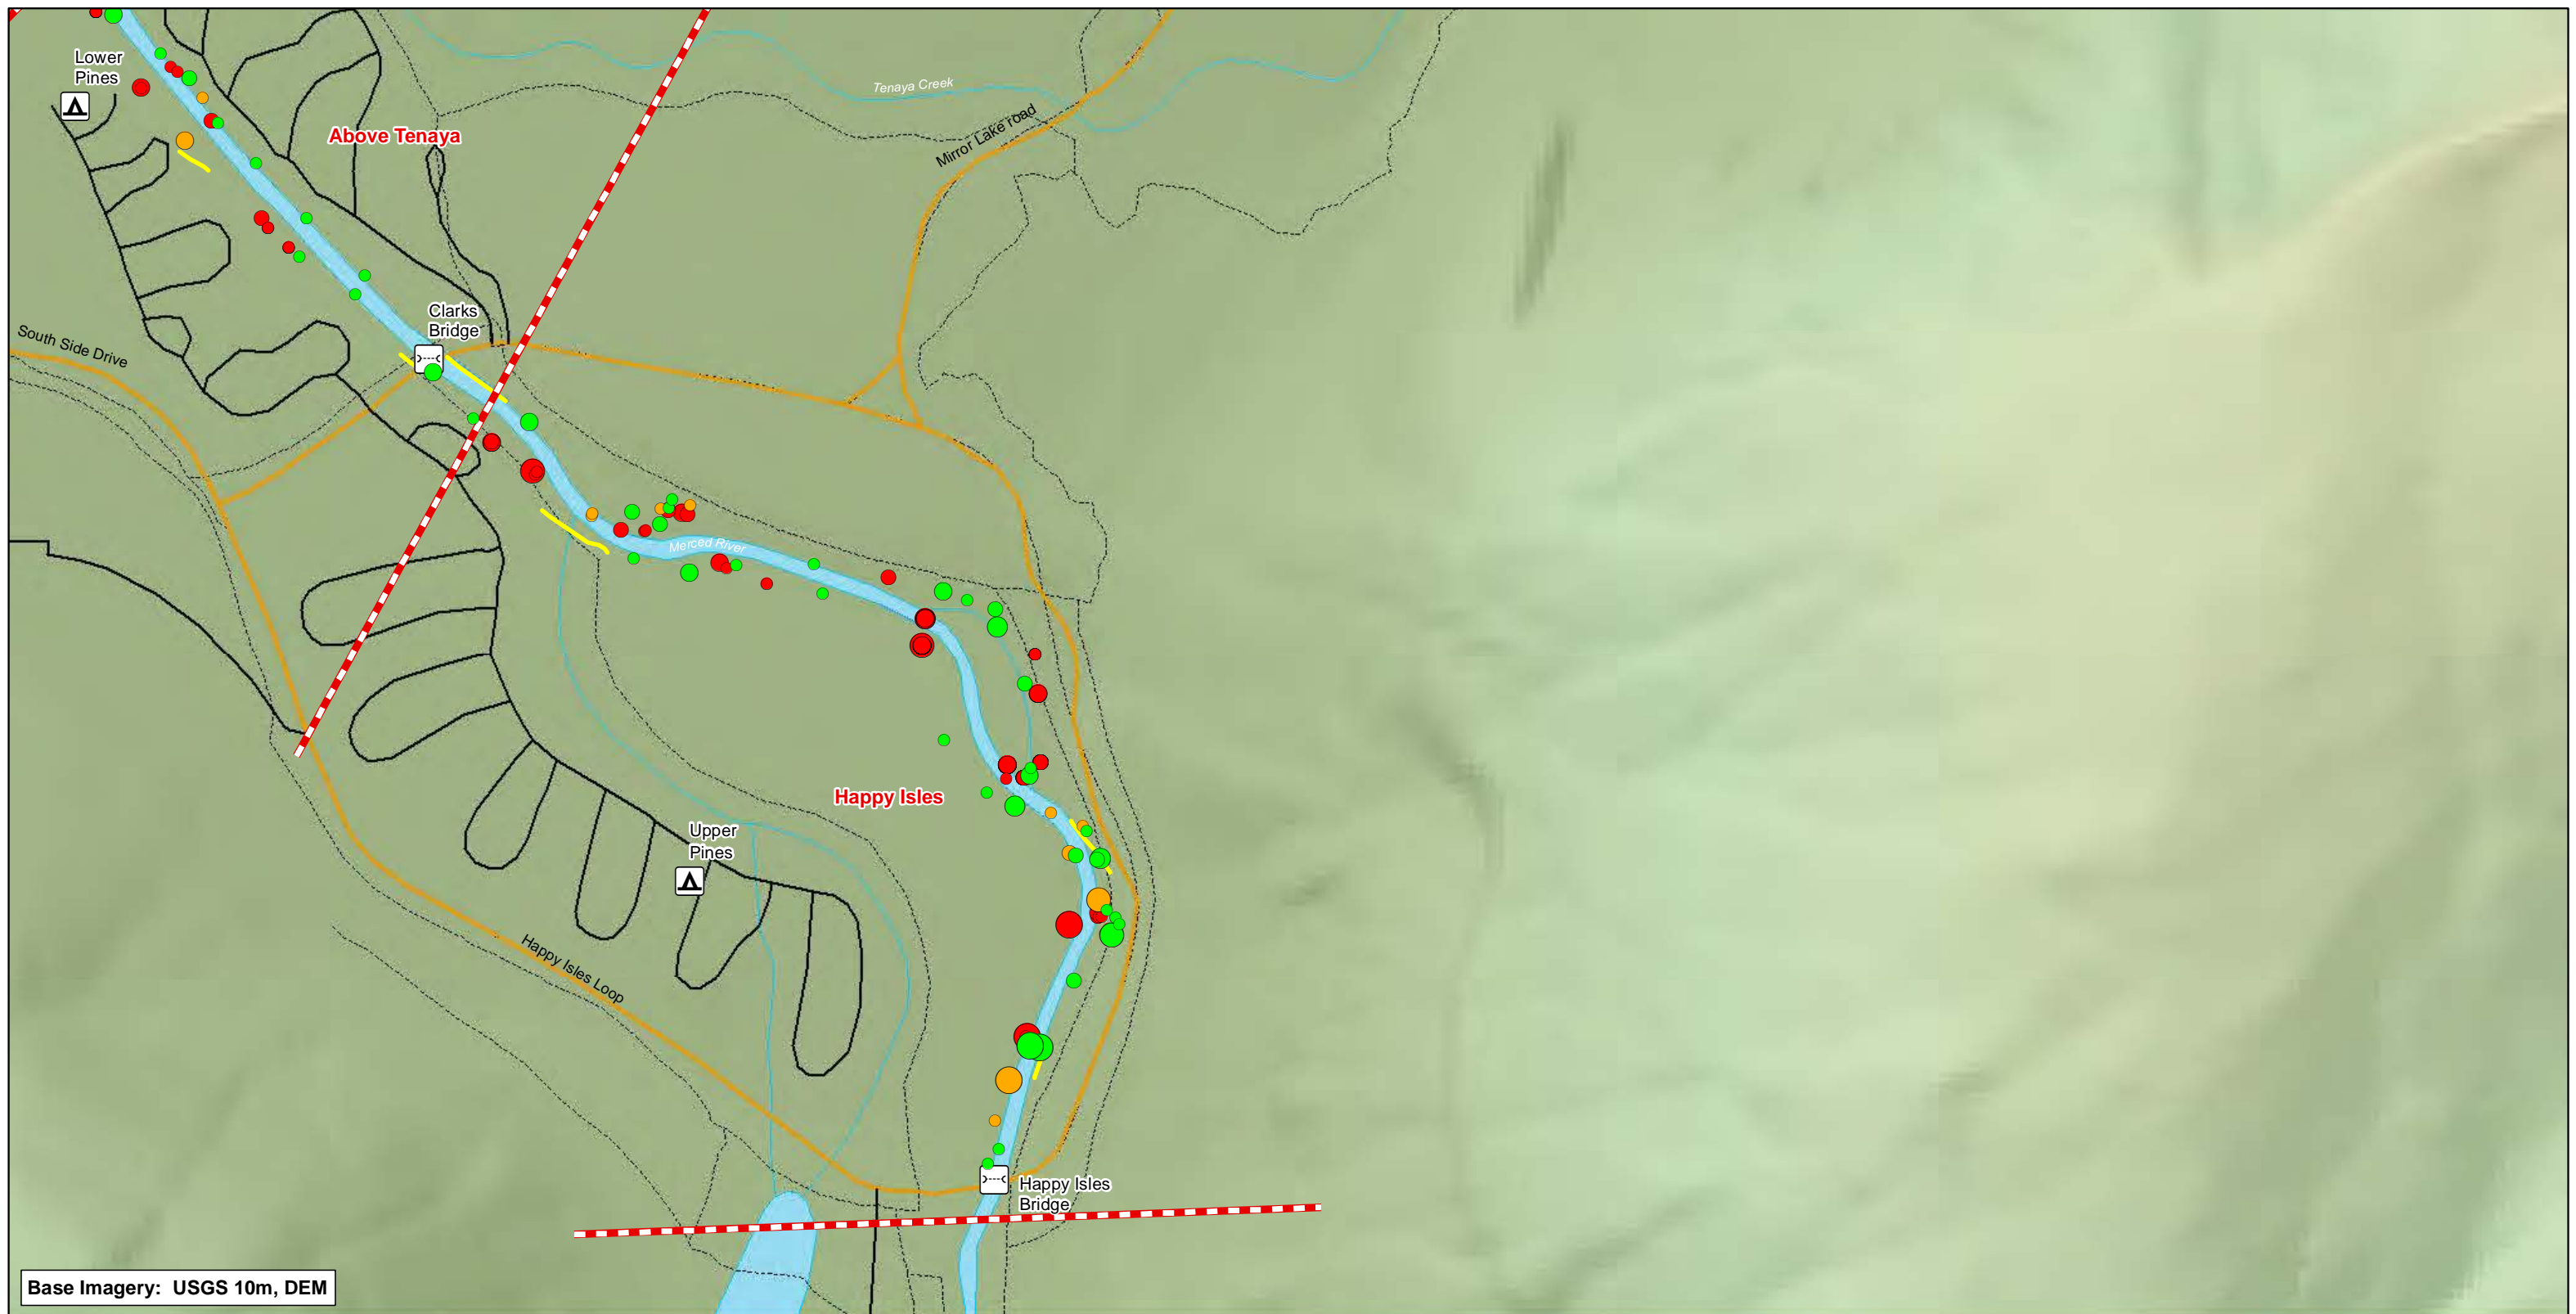 Lower
Pines
Tenaya Creek
Above Tenaya
Mirror Lake road
Clarks
Bridge
South Side Drive
Merced River
Happy Isles
Upper
Pines
Happy Isles Loop
Happy Isles
Bridge
Base Imagery: USGS 10m, DEM